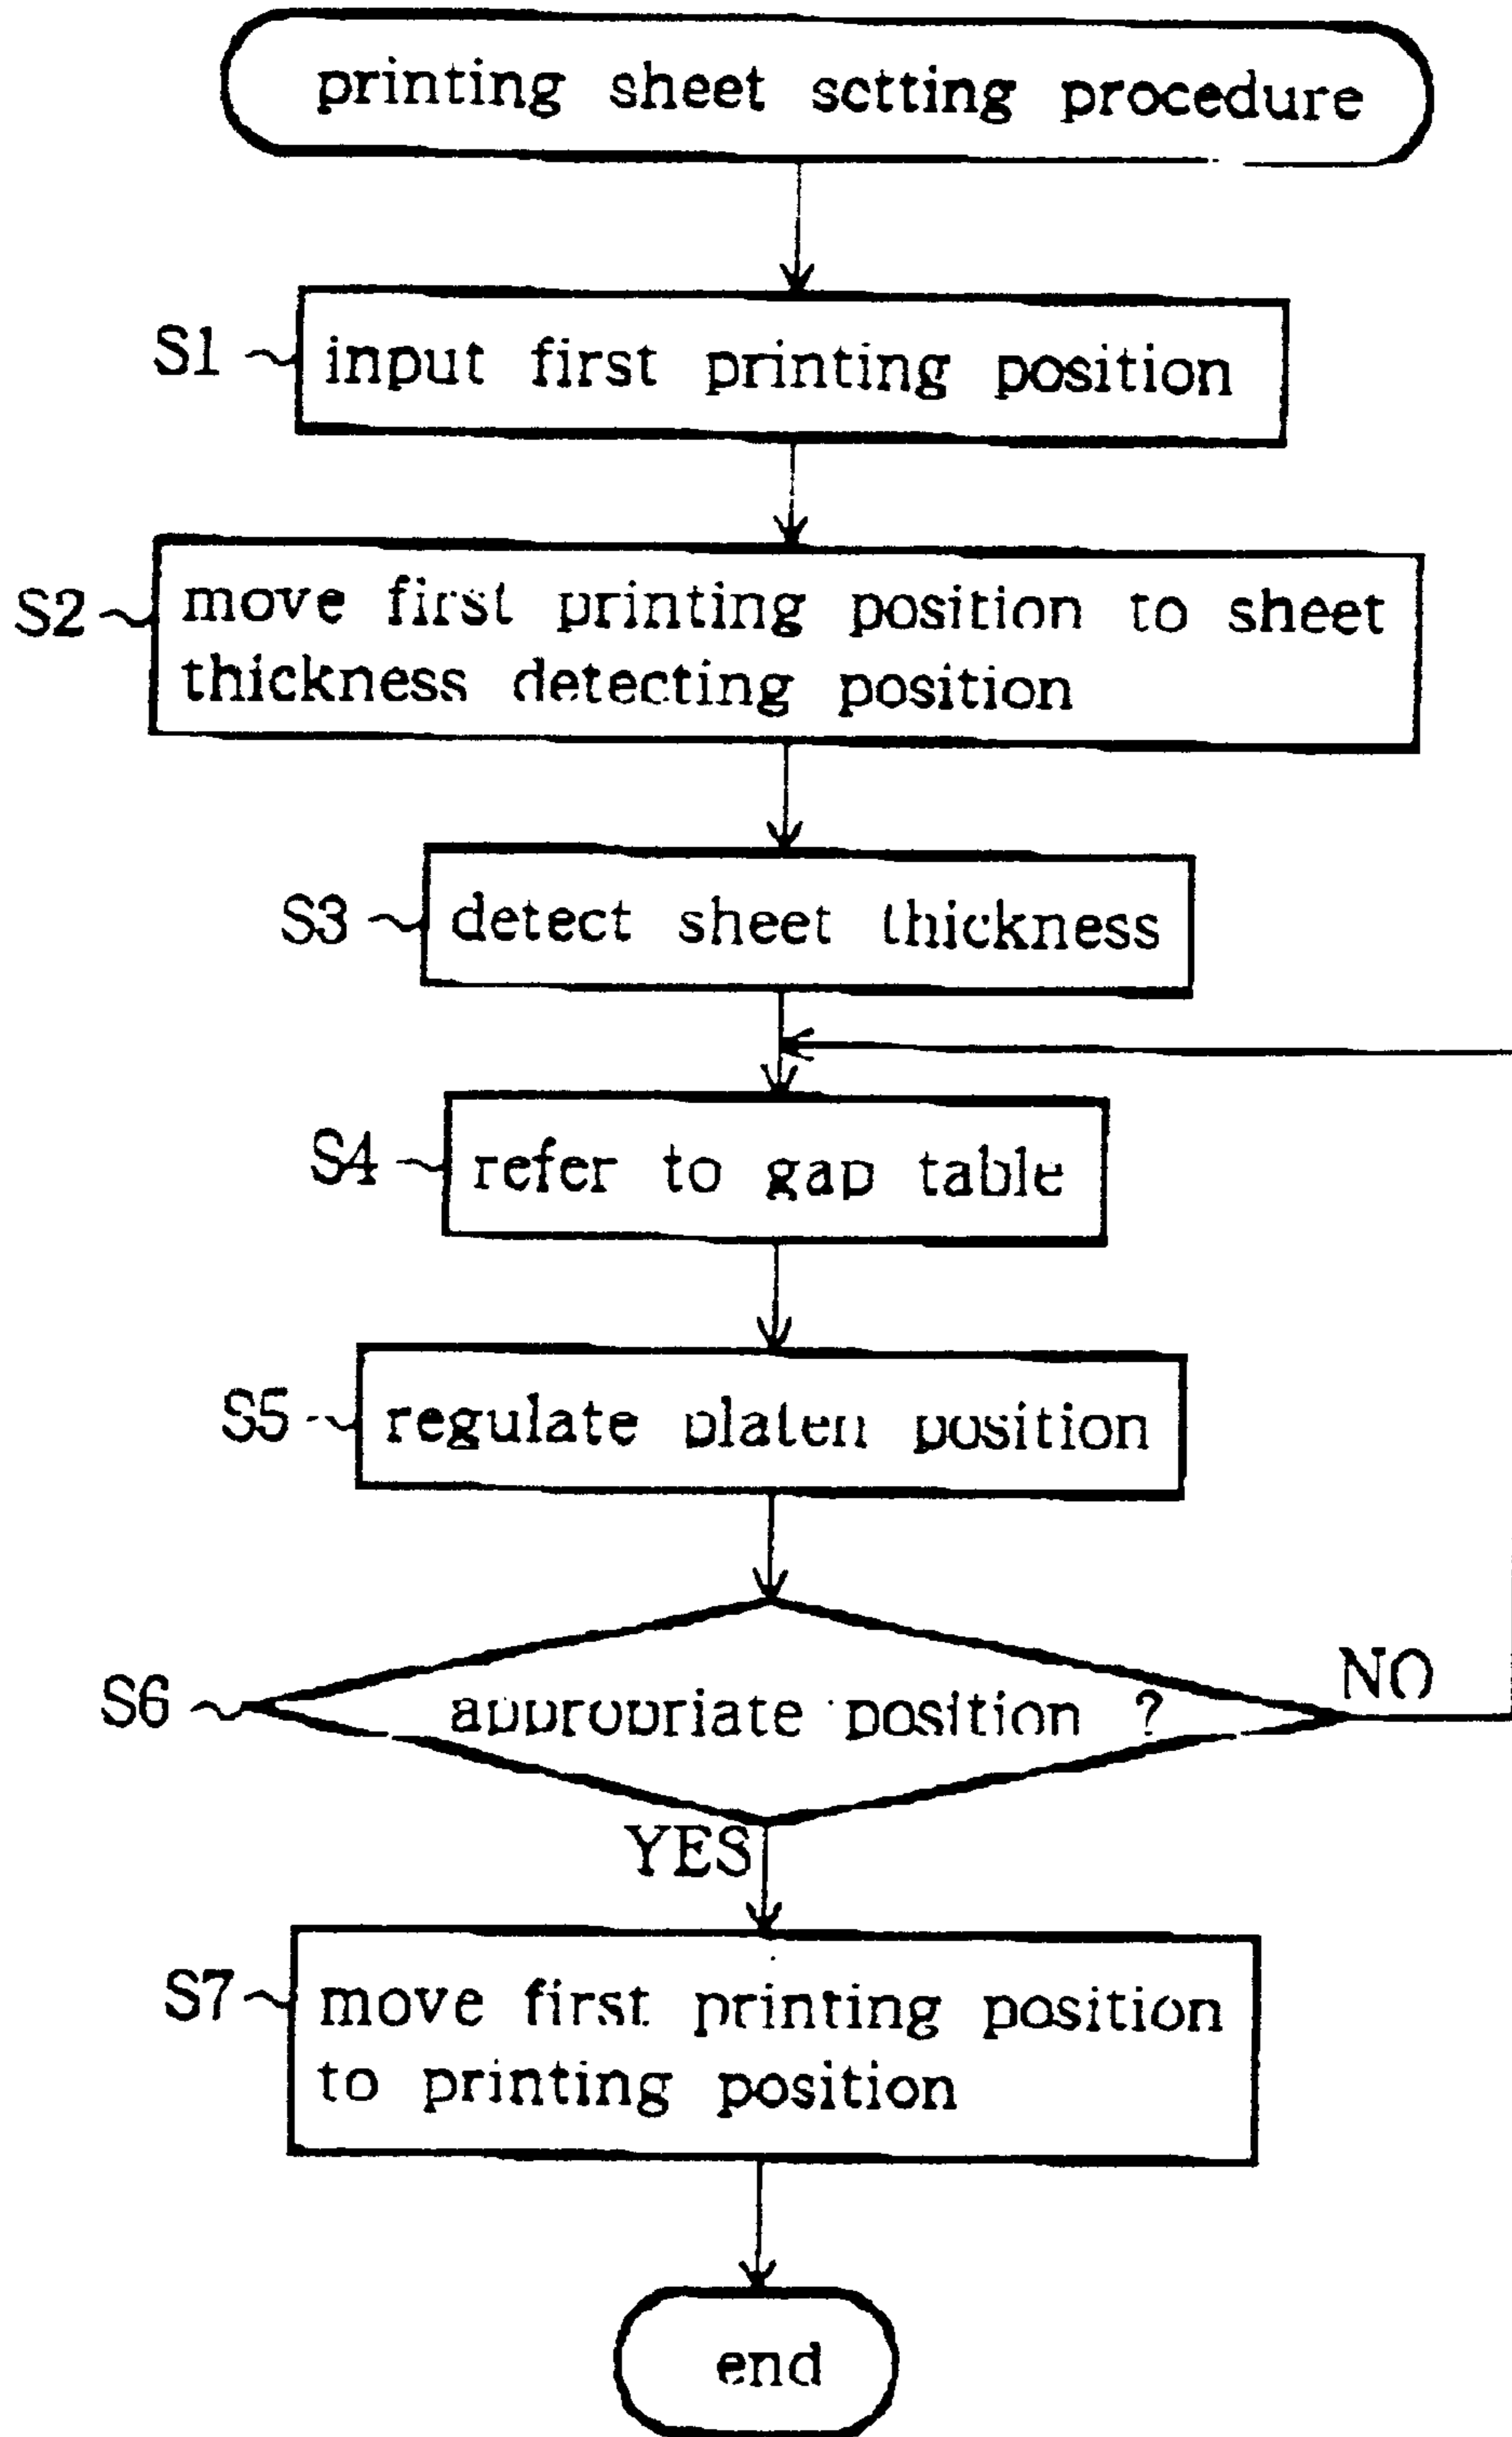 printing sheet setting procedure
S1
input first printing position
S2
move first printing position to sheet
thickness detecting position
S3
detect sheet thickness
S4
refer to gap table
S5
regulate platen position
S6
appropriate position ?
NO
YES
S7
move first printing position
to printing position
end